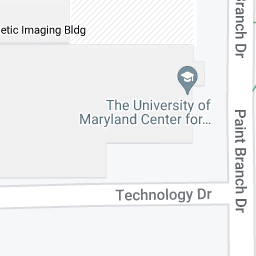 Branch Dr
etic Imaging Bldg
The University of
Maryland Center for...
Paint Branch Dr
Technology Dr